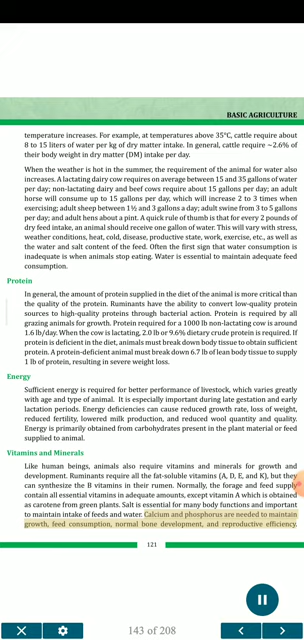 BASIC AGRICULTURE
temperature increases. For example, at temperatures above 35°C, cattle require about
8 to 15 liters of water per kg of dry matter intake. In general, cattle require ~2.6% of
their body weight in dry matter (DM) intake per day.
When the weather is hot in the summer, the requirement of the animal for water also
increases. A lactating dairy cow requires on average between 15 and 35 gallons of water
per day; non-lactating dairy and beef cows require about 15 gallons per day; an adult
horse will consume up to 15 gallons per day, which will increase 2 to 3 times when
exercising; adult sheep between 1½ and 3 gallons a day; adult swine from 3 to 5 gallons
per day; and adult hens about a pint. A quick rule of thumb is that for every 2 pounds of
dry feed intake, an animal should receive one gallon of water. This will vary with stress,
weather conditions, heat, cold, disease, productive state, work, exercise, etc., as well as
the water and salt content of the feed. Often the first sign that water consumption is
inadequate is when animals stop eating. Water is essential to maintain adequate feed
consumption.
Protein
In general, the amount of protein supplied in the diet of the animal is more critical than
the quality of the protein. Ruminants have the ability to convert low-quality protein
sources to high-quality proteins through bacterial action. Protein is required by all
grazing animals for growth. Protein required for a 1000 lb non-lactating cow is around
1.6 lb/day. When the cow is lactating, 2.0 lb or 9.6% dietary crude protein is required. If
protein is deficient in the diet, animals must break down body tissue to obtain sufficient
protein. A protein-deficient animal must break down 6.7 lb of lean body tissue to supply
1 lb of protein, resulting in severe weight loss.
Energy
Sufficient energy is required for better performance of livestock, which varies greatly
with age and type of animal. It is especially important during late gestation and early
lactation periods. Energy deficiencies can cause reduced growth rate, loss of weight,
reduced fertility, lowered milk production, and reduced wool quantity and quality.
Energy is primarily obtained from carbohydrates present in the plant material or feed
supplied to animal.
Vitamins and Minerals
Like human beings, animals also require vitamins and minerals for growth and
development. Ruminants require all the fat-soluble vitamins (A, D, E, and K), but they
can synthesize the B vitamins in their rumen. Normally, the forage and feed supply
contain all essential vitamins in adequate amounts, except vitamin A which is obtained
as carotene from green plants. Salt is essential for many body functions and important
to maintain intake of feeds and water. Calcium and phosphorus are needed to maintain
growth, feed consumption, normal bone development, and reproductive efficiency.
121
143 of 208